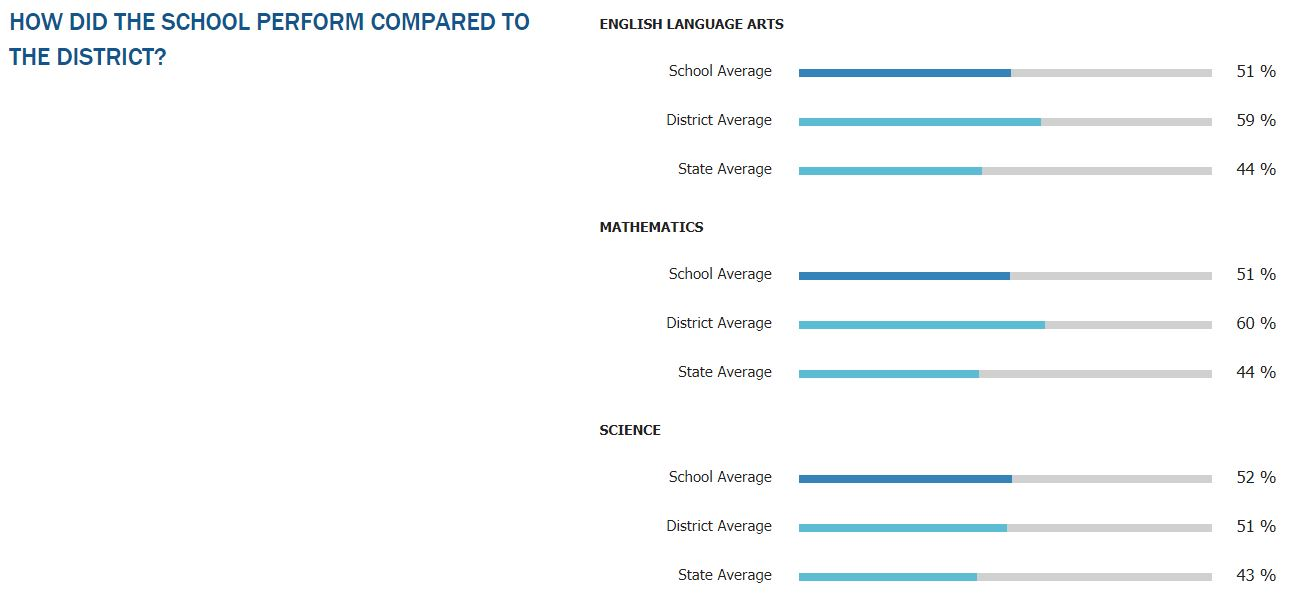 HOW DID THE SCHOOL PERFORM COMPARED TO
THE DISTRICT?
ENGLISH LANGUAGE ARTS
School Average 51 %
District Average 59 %
State Average 44 %
MATHEMATICS
School Average 51 %
District Average 60 %
State Average 44 %
SCIENCE
School Average 52 %
District Average 51 %
State Average 43 %